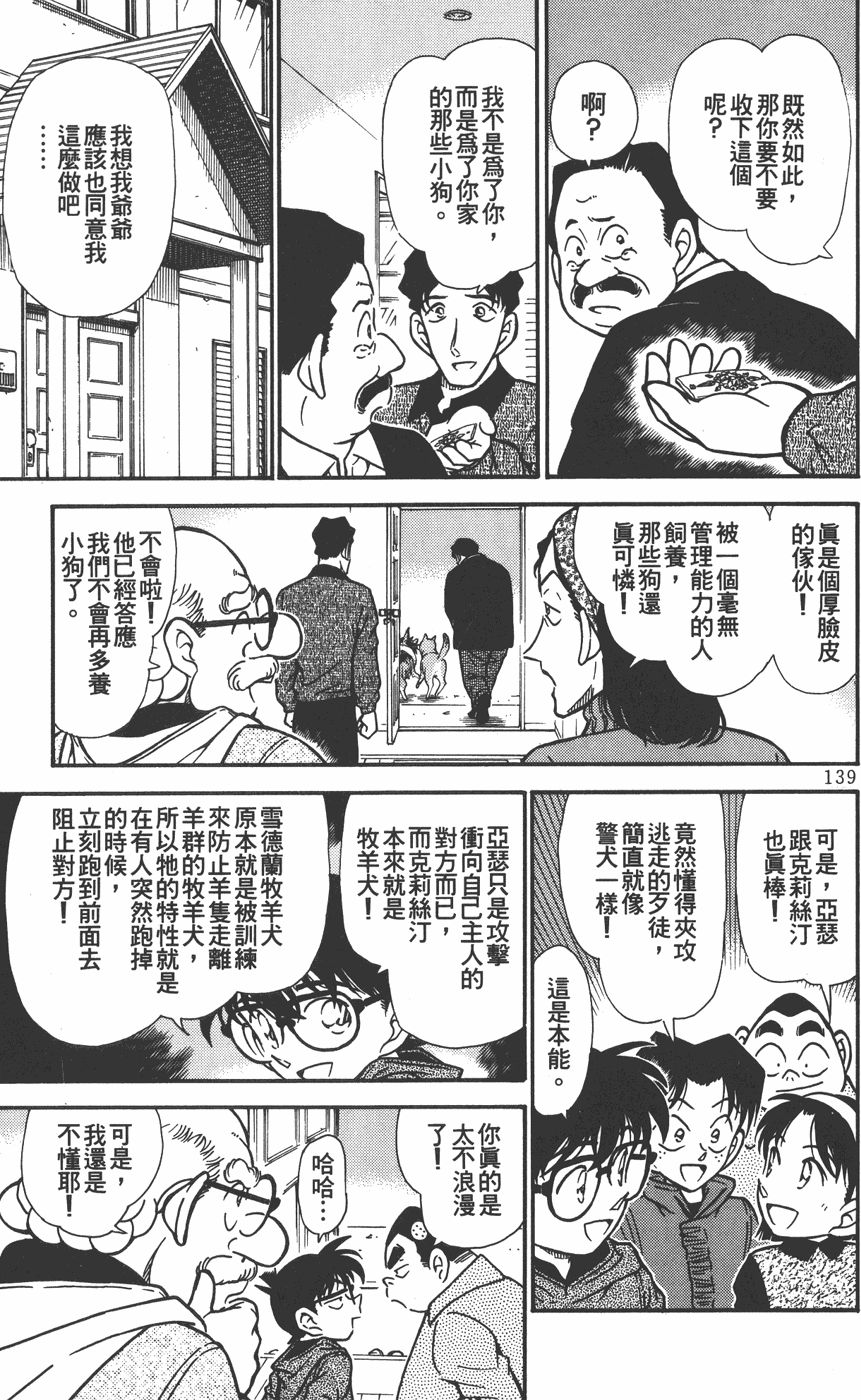 既然如此，
那你要不要
收下這個
呢？
啊？
我不是爲了你，
而是爲了你家
的那些小狗。
我想我爺爺
應該也同意我
這麼做吧
……
眞是個厚臉皮
的傢伙！
被一個毫無
管理能力的人
飼養，
那些狗還
眞可憐！
不會啦！
他已經答應
我們不會再多養
小狗了。
139
可是，亞瑟
跟克莉絲汀
也眞棒！
竟然懂得夾攻
逃走的歹徒，
簡直就像
警犬一樣！
這是本能。
亞瑟只是攻擊
衝向自己主人的
對方而已，
而克莉絲汀
本來就是
牧羊犬！
雪德蘭牧羊犬
原本就是被訓練
來防止羊隻走離
羊群的牧羊犬，
所以牠的特性就是
在有人突然跑掉
的時候，
立刻跑到前面去
阻止對方！
你眞的是
太不浪漫
了！
哈哈…
可是，
我還是
不懂耶！